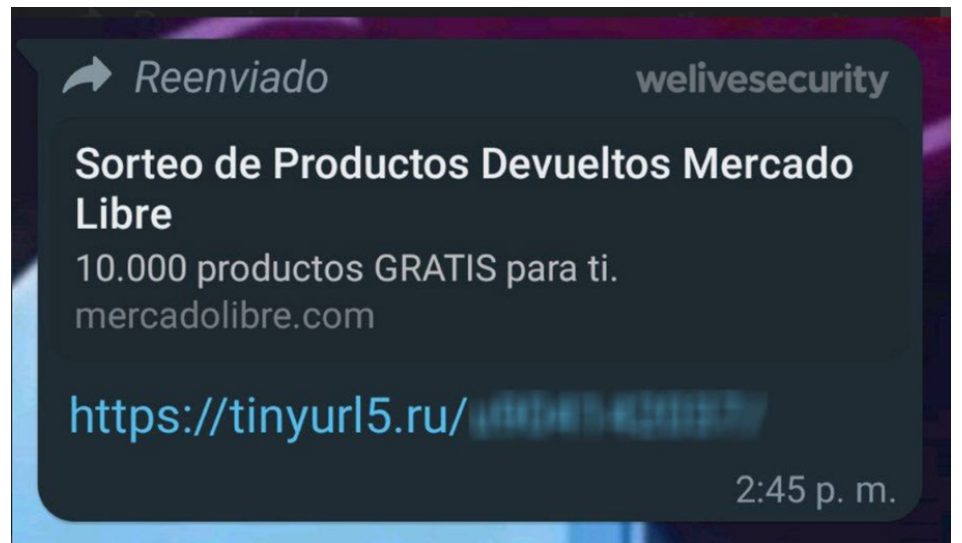 Reenviado
welivesecurity
Sorteo de Productos Devueltos Mercado
Libre
10.000 productos GRATIS para ti.
mercadolibre.com
https://tinyurl5.ru/
2:45 p. m.